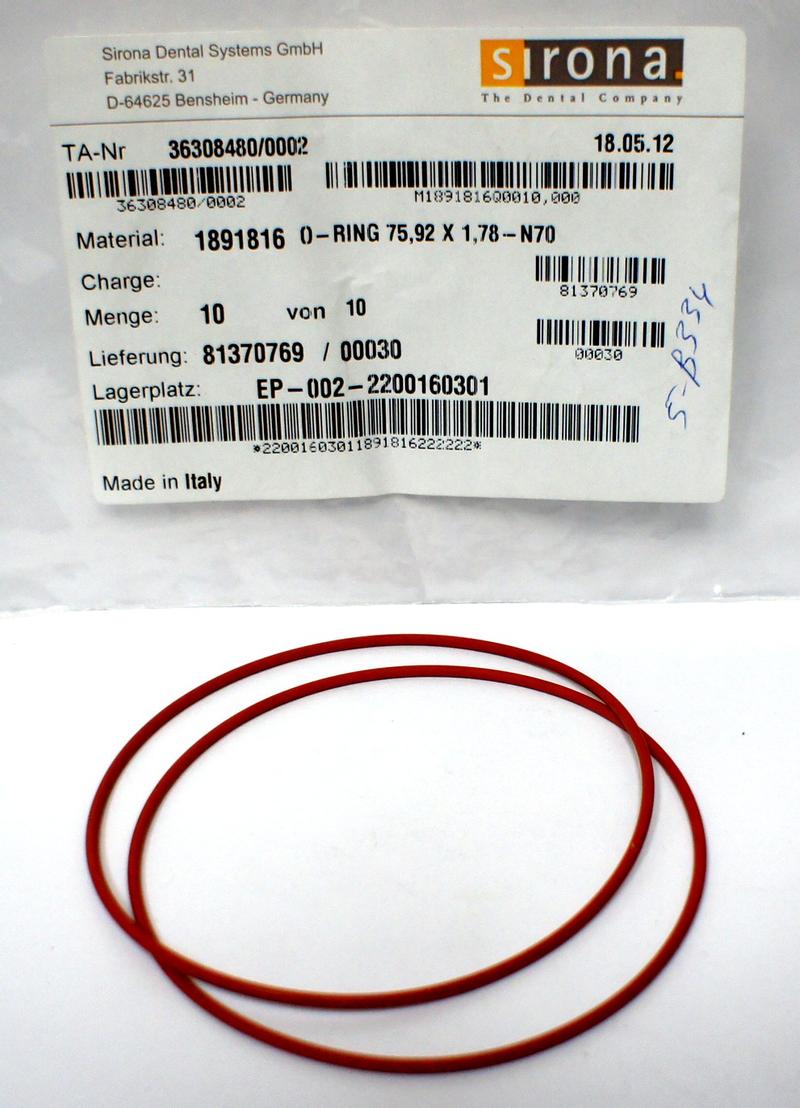 Sirona Dental Systems GmbH
Fabrikstr. 31
D-64625 Bensheim - Germany
sirona.
The Dental Company
TA-Nr 36308480/0002 18.05.12
36308480/0002 M1891816Q0010,000
Material: 1891816 O-RING 75,92 X 1,78-N70
Charge:
81370769
Menge: 10 von 10
Lieferung: 81370769 / 00030
00030
Lagerplatz: EP-002-2200160301
*22001603011891816222222*
Made in Italy